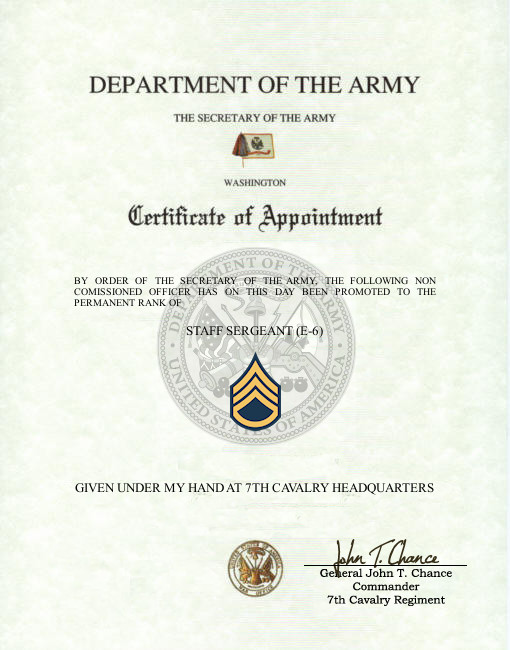 DEPARTMENT OF THE ARMY
THE SECRETARY OF THE ARMY
WASHINGTON
Certificate of Appointment
BY ORDER OF THE SECRETARY OF THE ARMY, THE FOLLOWING NON
COMISSIONED OFFICER HAS ON THIS DAY BEEN PROMOTED TO THE
PERMANENT RANK OF
STAFF SERGEANT (E-6)
DEPARTMENT OF THE ARMY
UNITED STATES OF AMERICA
GIVEN UNDER MY HAND AT 7TH CAVALRY HEADQUARTERS
John T. Chance
General John T. Chance
Commander
7th Cavalry Regiment